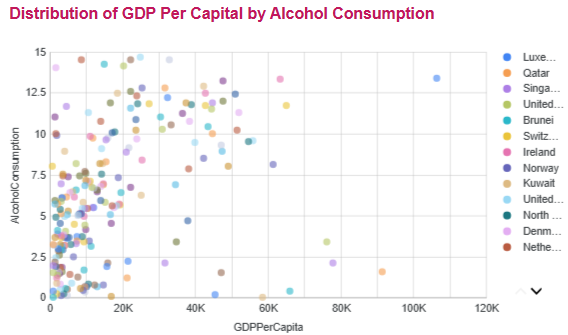 Distribution of GDP Per Capital by Alcohol Consumption
15
12.5
10
7.5
5
2.5
0
AlcoholConsumption
0
20K
40K
60K
80K
100K
120K
GDPPerCapita
Luxe...
Qatar
Singa...
United...
Brunei
Switz...
Ireland
Norway
Kuwait
United...
North ...
Denm...
Nethe...